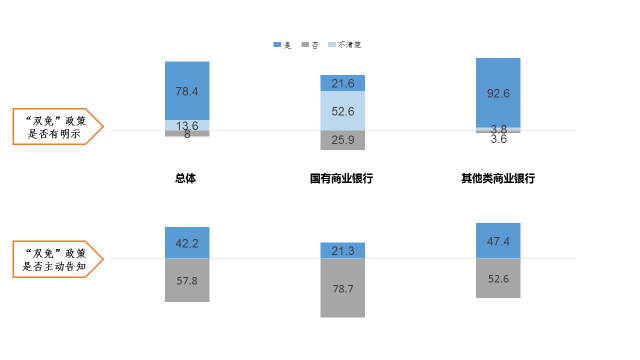 是 否 不清楚
78.4 21.6 92.6
13.6 52.6 3.8
8 25.9 3.6
“双免”政策
是否有明示
总体 国有商业银行 其他类商业银行
42.2 21.3 47.4
57.8 78.7 52.6
“双免”政策
是否主动告知